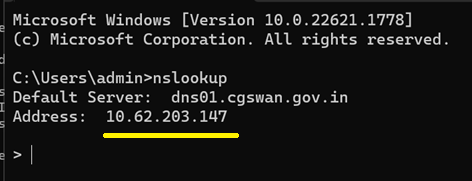 Microsoft Windows [Version 10.0.22621.1778]
(c) Microsoft Corporation. All rights reserved.
C:\Users\admin>nslookup
Default Server:  dns01.cgswan.gov.in
Address:  10.62.203.147
>